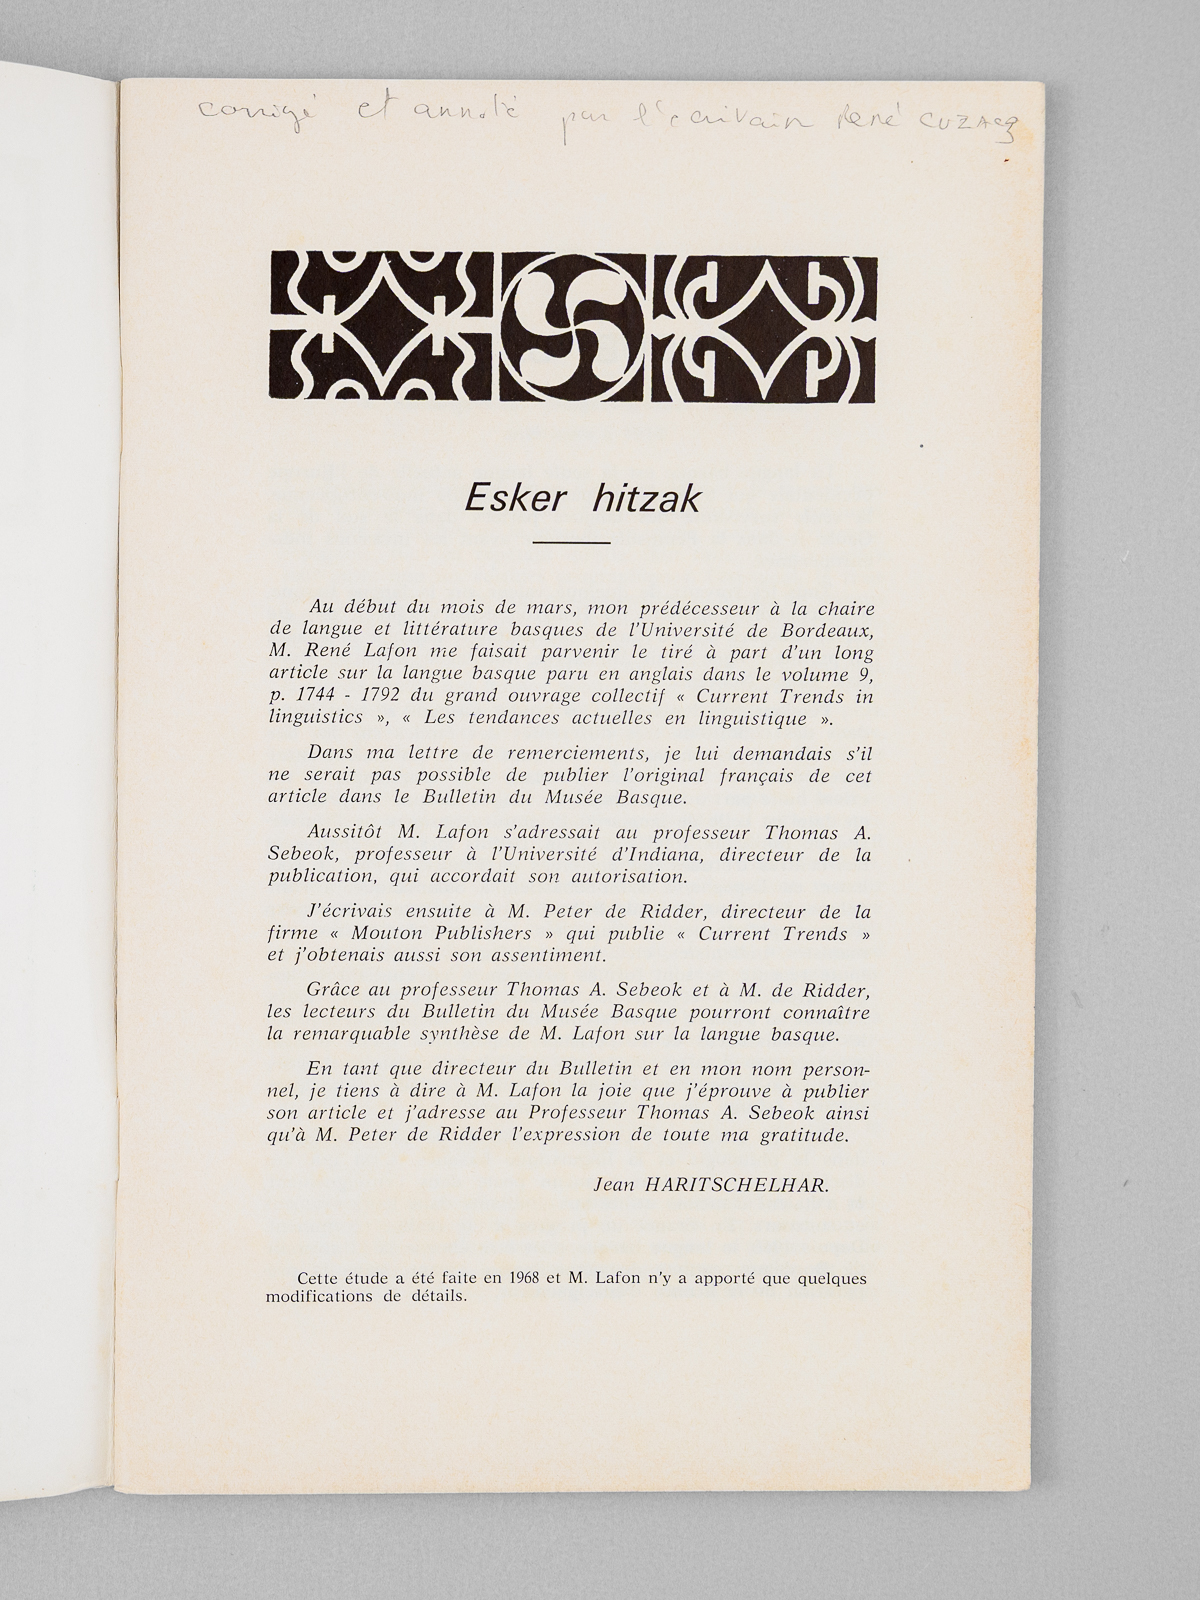 corrigé et annoté par l'écrivain René CUZACQ
Esker hitzak
Au début du mois de mars, mon prédécesseur à la chaire
de langue et littérature basques de l'Université de Bordeaux,
M. René Lafon me faisait parvenir le tiré à part d'un long
article sur la langue basque paru en anglais dans le volume 9,
p. 1744 - 1792 du grand ouvrage collectif « Current Trends in
linguistics », « Les tendances actuelles en linguistique ».
Dans ma lettre de remerciements, je lui demandais s'il
ne serait pas possible de publier l'original français de cet
article dans le Bulletin du Musée Basque.
Aussitôt M. Lafon s'adressait au professeur Thomas A.
Sebeok, professeur à l'Université d'Indiana, directeur de la
publication, qui accordait son autorisation.
J'écrivais ensuite à M. Peter de Ridder, directeur de la
firme « Mouton Publishers » qui publie « Current Trends »
et j'obtenais aussi son assentiment.
Grâce au professeur Thomas A. Sebeok et à M. de Ridder,
les lecteurs du Bulletin du Musée Basque pourront connaître
la remarquable synthèse de M. Lafon sur la langue basque.
En tant que directeur du Bulletin et en mon nom person-
nel, je tiens à dire à M. Lafon la joie que j'éprouve à publier
son article et j'adresse au Professeur Thomas A. Sebeok ainsi
qu'à M. Peter de Ridder l'expression de toute ma gratitude.
Jean HARITSCHELHAR.
Cette étude a été faite en 1968 et M. Lafon n'y a apporté que quelques
modifications de détails.